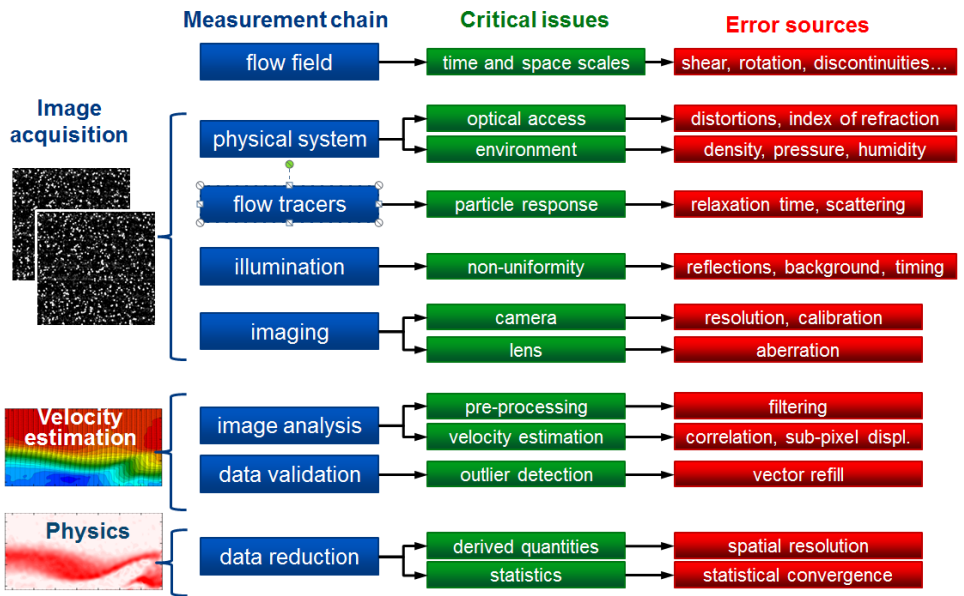 Measurement chain
Critical issues
Error sources
flow field
time and space scales
shear, rotation, discontinuities…
Image
acquisition
physical system
optical access
distortions, index of refraction
environment
density, pressure, humidity
flow tracers
particle response
relaxation time, scattering
illumination
non-uniformity
reflections, background, timing
imaging
camera
resolution, calibration
lens
aberration
Velocity
estimation
image analysis
pre-processing
filtering
velocity estimation
correlation, sub-pixel displ.
data validation
outlier detection
vector refill
Physics
data reduction
derived quantities
spatial resolution
statistics
statistical convergence